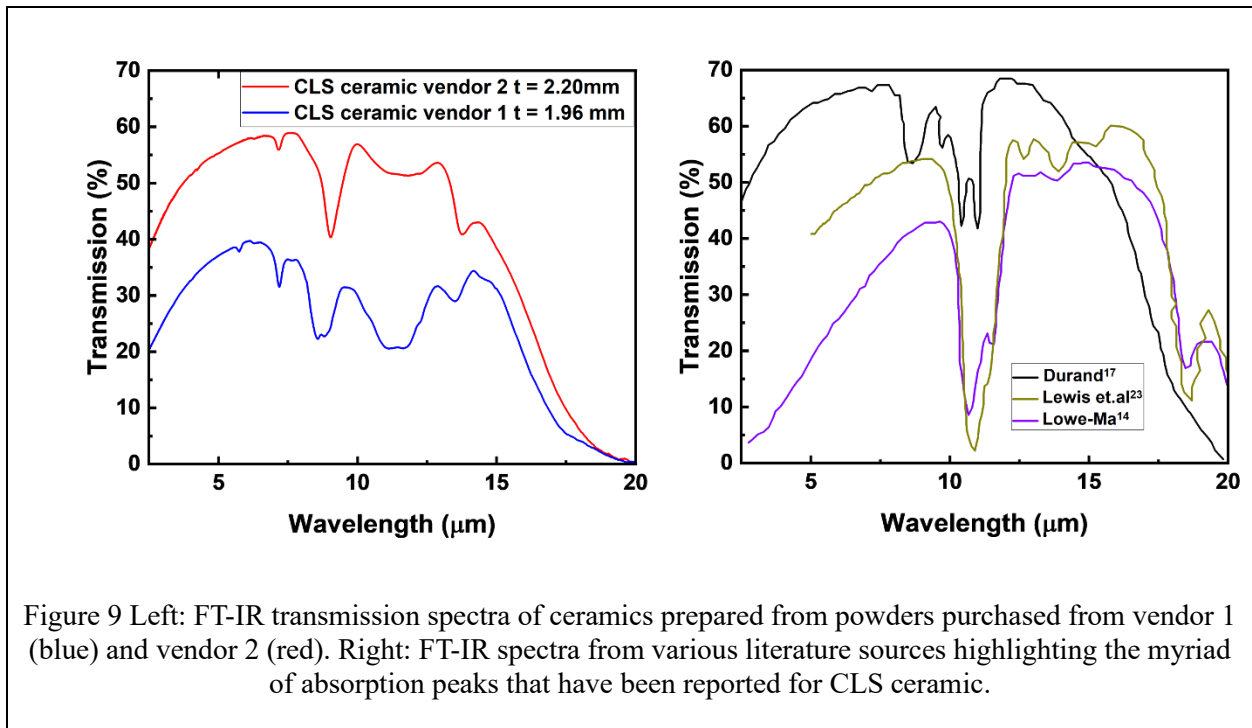 CLS ceramic vendor 2 t = 2.20mm
CLS ceramic vendor 1 t = 1.96 mm
70
60
50
40
30
20
10
0
Transmission (%)
5
10
15
20
Wavelength (μm)
70
60
50
40
30
20
10
0
Transmission (%)
Durand¹⁷
Lewis et.al²³
Lowe-Ma¹⁴
5
10
15
20
Wavelength (μm)
Figure 9 Left: FT-IR transmission spectra of ceramics prepared from powders purchased from vendor 1
(blue) and vendor 2 (red). Right: FT-IR spectra from various literature sources highlighting the myriad
of absorption peaks that have been reported for CLS ceramic.